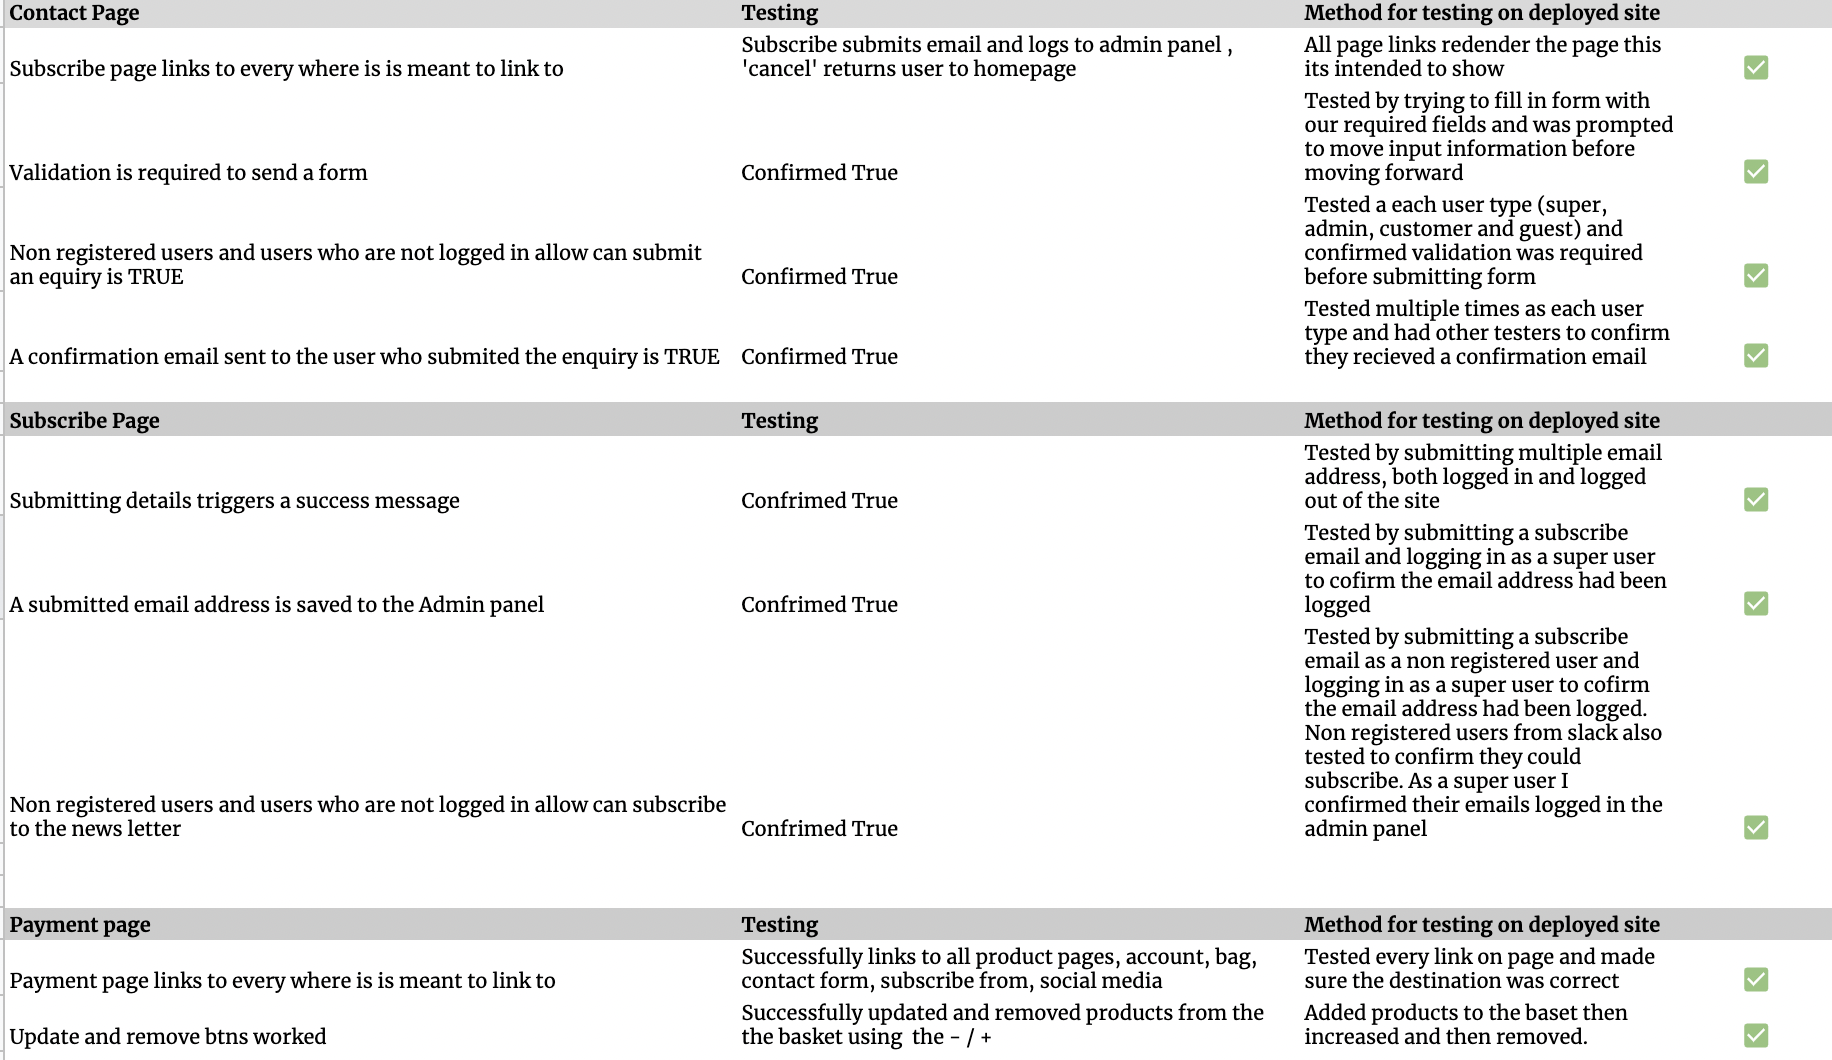 Contact Page
Testing
Method for testing on deployed site
Subscribe page links to every where is is meant to link to
Subscribe submits email and logs to admin panel ,
'cancel' returns user to homepage
All page links redender the page this
its intended to show
Validation is required to send a form
Confirmed True
Tested by trying to fill in form with
our required fields and was prompted
to move input information before
moving forward
Non registered users and users who are not logged in allow can submit
an equiry is TRUE
Confirmed True
Tested a each user type (super,
admin, customer and guest) and
confirmed validation was required
before submitting form
A confirmation email sent to the user who submited the enquiry is TRUE
Confirmed True
Tested multiple times as each user
type and had other testers to confirm
they recieved a confirmation email
Subscribe Page
Testing
Method for testing on deployed site
Submitting details triggers a success message
Confrimed True
Tested by submitting multiple email
address, both logged in and logged
out of the site
A submitted email address is saved to the Admin panel
Confrimed True
Tested by submitting a subscribe
email and logging in as a super user
to cofirm the email address had been
logged
Non registered users and users who are not logged in allow can subscribe
to the news letter
Confrimed True
Tested by submitting a subscribe
email as a non registered user and
logging in as a super user to cofirm
the email address had been logged.
Non registered users from slack also
tested to confirm they could
subscribe. As a super user I
confirmed their emails logged in the
admin panel
Payment page
Testing
Method for testing on deployed site
Payment page links to every where is is meant to link to
Successfully links to all product pages, account, bag,
contact form, subscribe from, social media
Tested every link on page and made
sure the destination was correct
Update and remove btns worked
Successfully updated and removed products from the
the basket using  the - / +
Added products to the baset then
increased and then removed.